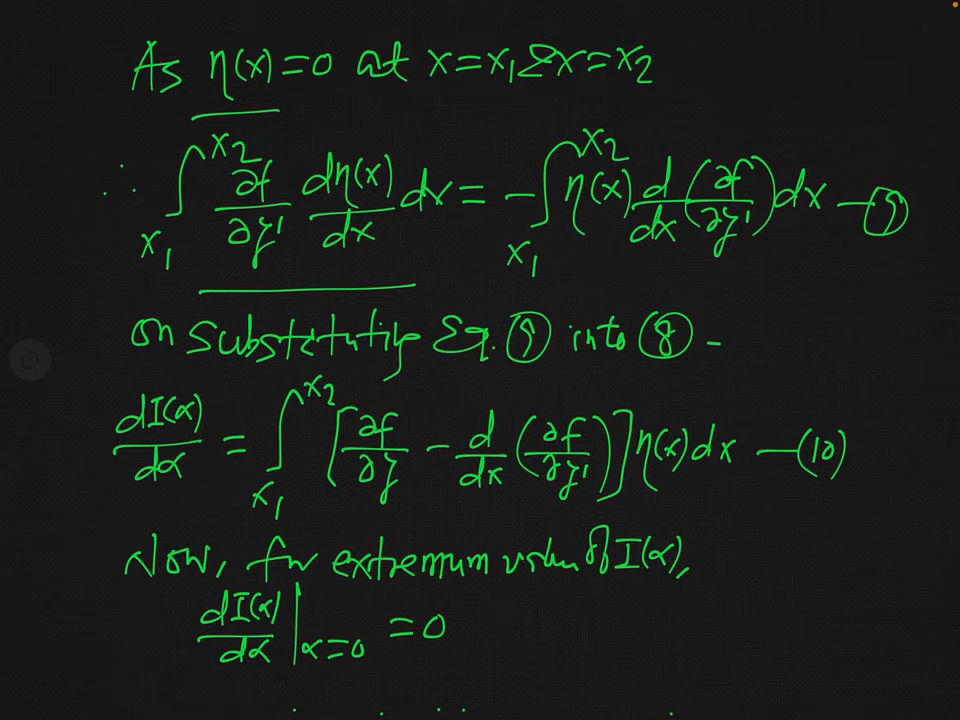 As η(x)=0 at x=x₁ & x=x₂
∴ ∫_{x₁}^{x₂} ∂f/∂y' dη(x)/dx dx = -∫_{x₁}^{x₂} η(x) d/dx (∂f/∂y') dx —⑨
On substituting Eq. ⑨ into ⑧ -
dI(α)/dα = ∫_{x₁}^{x₂} [∂f/∂y - d/dx (∂f/∂y')] η(x) dx —(10)
Now, for extremum value of I(α),
dI(α)/dα |_{α=0} = 0